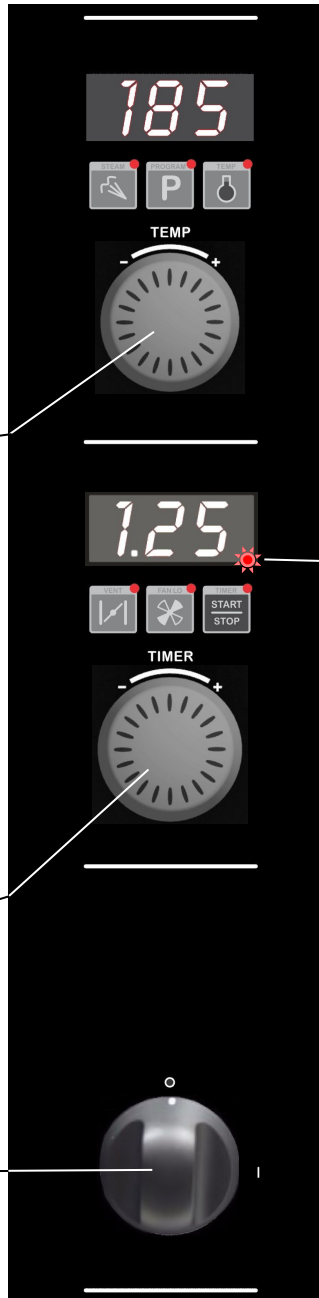 185
STEAM PROGRAM TEMP
P
TEMP
- +
1.25
VENT FAN LO TIMER
START
STOP
TIMER
- +
O
I